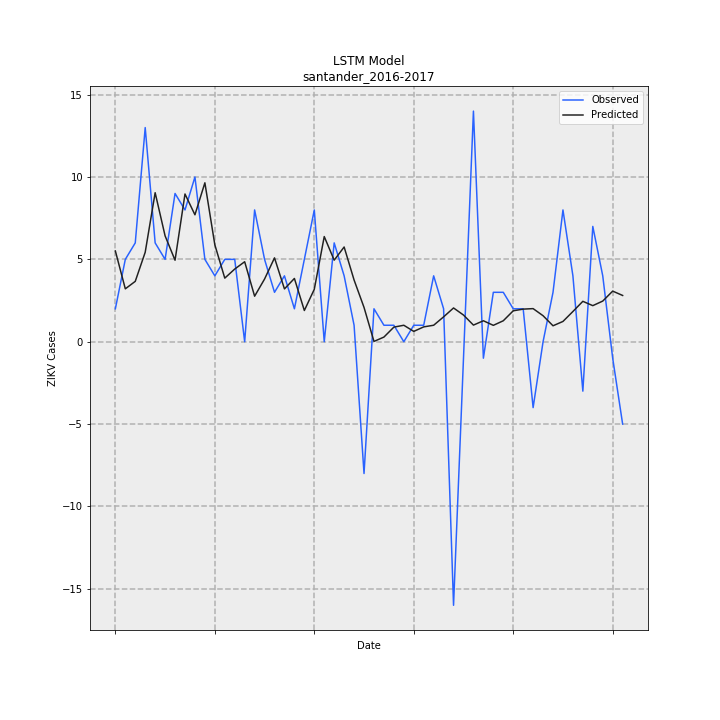 LSTM Model
santander_2016-2017
Observed
Predicted
15
10
5
0
−5
−10
−15
ZIKV Cases
Date